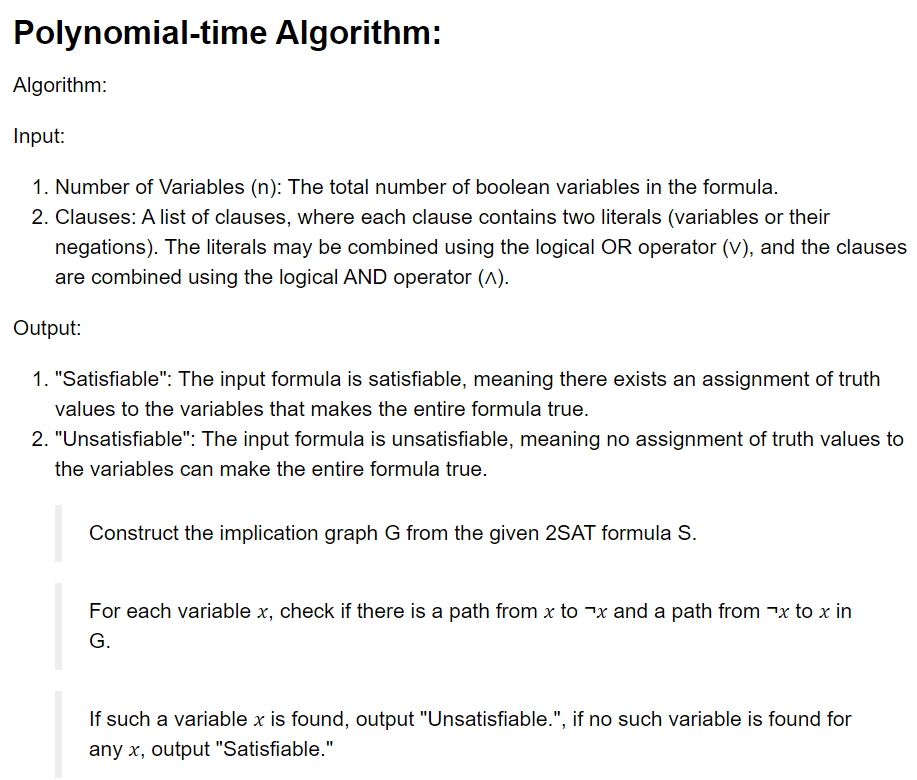 Polynomial-time Algorithm:
Algorithm:
Input:
1. Number of Variables (n): The total number of boolean variables in the formula.
2. Clauses: A list of clauses, where each clause contains two literals (variables or their
negations). The literals may be combined using the logical OR operator (∨), and the clauses
are combined using the logical AND operator (∧).
Output:
1. "Satisfiable": The input formula is satisfiable, meaning there exists an assignment of truth
values to the variables that makes the entire formula true.
2. "Unsatisfiable": The input formula is unsatisfiable, meaning no assignment of truth values to
the variables can make the entire formula true.
Construct the implication graph G from the given 2SAT formula S.
For each variable x, check if there is a path from x to ¬x and a path from ¬x to x in
G.
If such a variable x is found, output "Unsatisfiable.", if no such variable is found for
any x, output "Satisfiable."